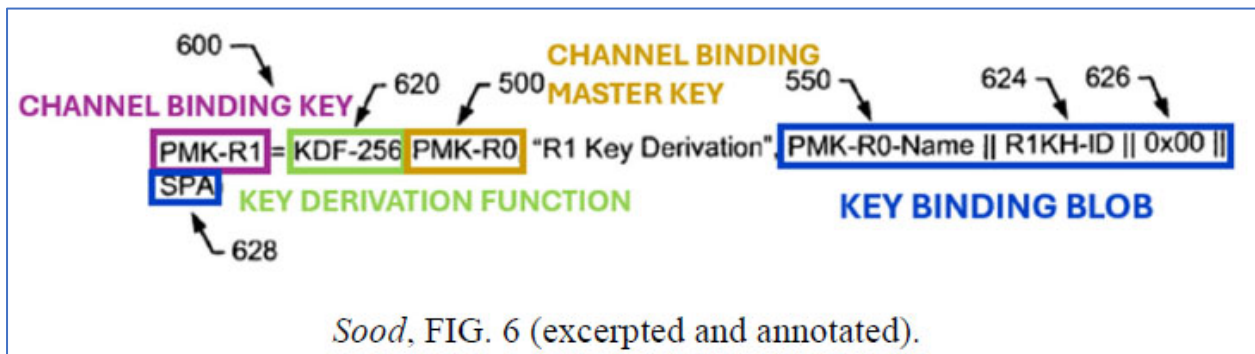 600
CHANNEL BINDING KEY
620
500
CHANNEL BINDING
MASTER KEY
550
624
626
PMK-R1 = KDF-256 PMK-R0, "R1 Key Derivation", PMK-R0-Name || R1KH-ID || 0x00 ||
SPA
KEY DERIVATION FUNCTION
KEY BINDING BLOB
628
Sood, FIG. 6 (excerpted and annotated).